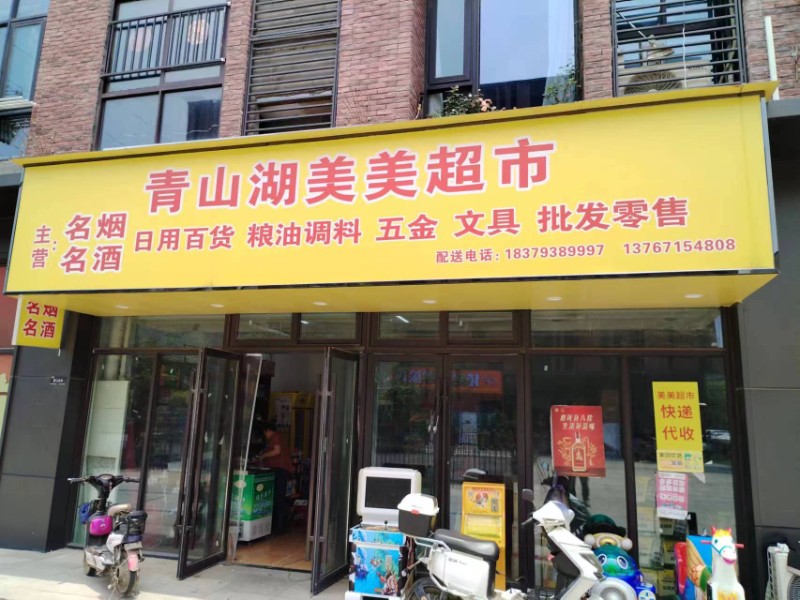 青山湖美美超市
主营：
名烟
名酒
日用百货 粮油调料 五金 文具 批发零售
配送电话：18379389997 13767154808
名烟
名酒
美美超市
快递
代收